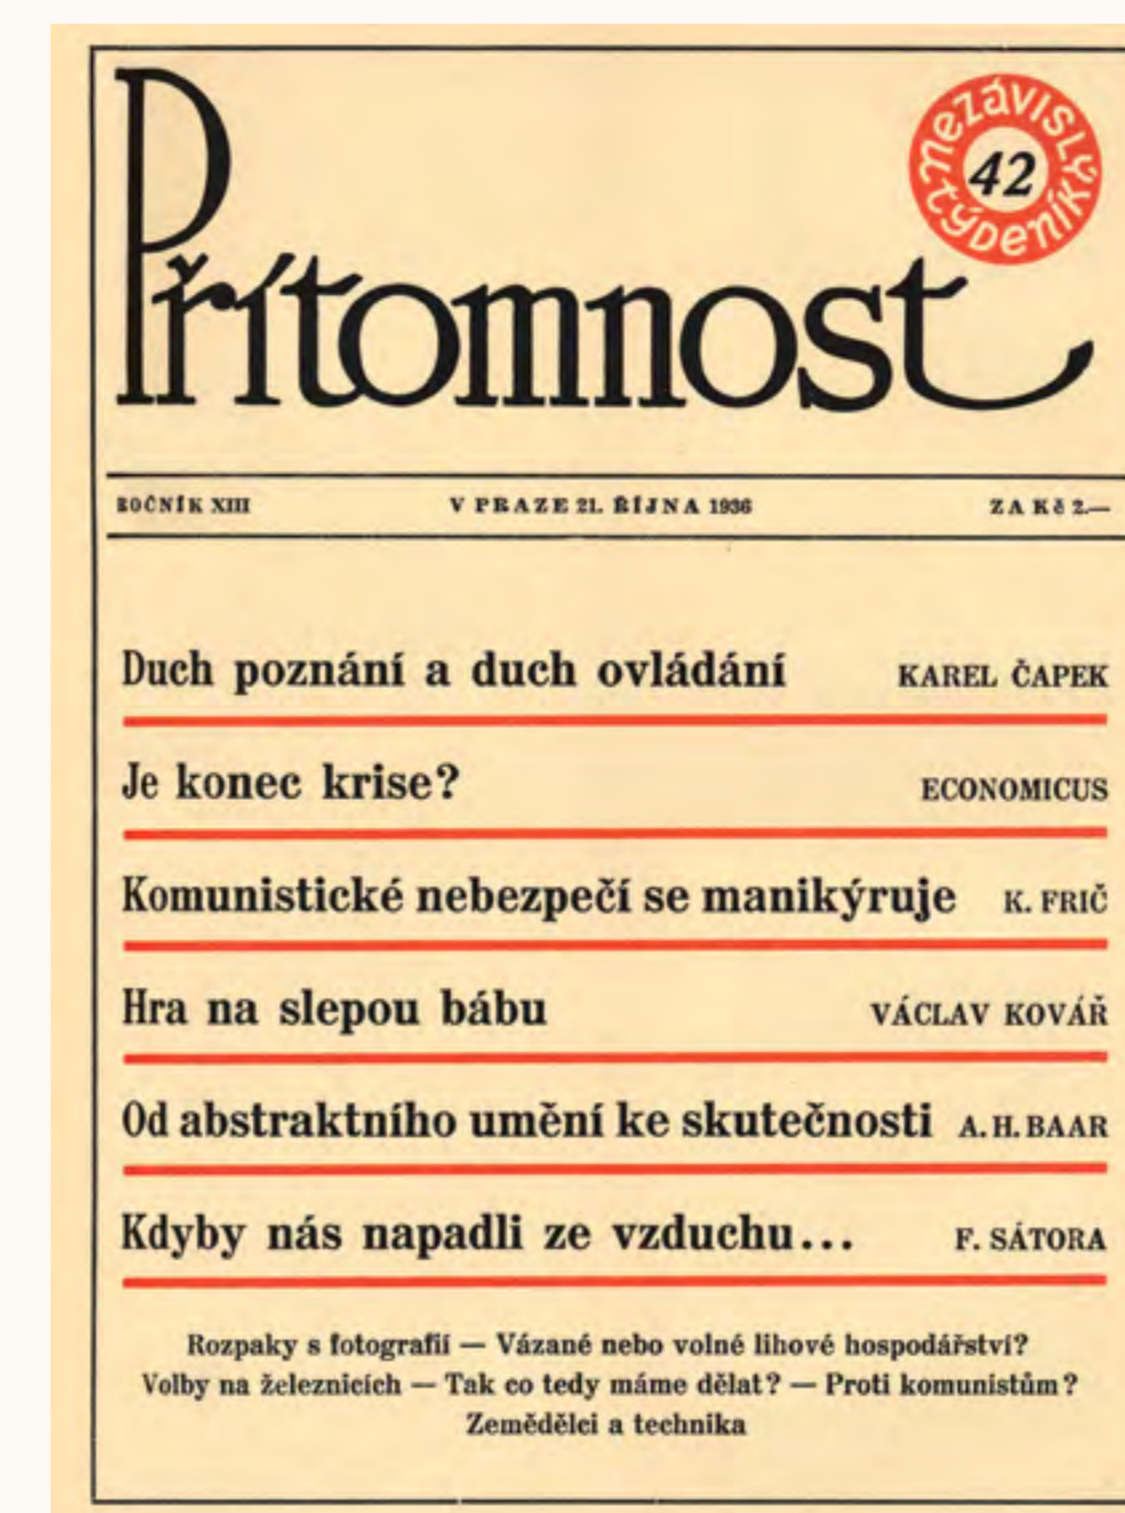 Přítomnost
nezávislý týdeník
42
ROČNÍK XIII V PRAZE 21. ŘÍJNA 1936 ZA Kč 2.—
Duch poznání a duch ovládání KAREL ČAPEK
Je konec krise? ECONOMICUS
Komunistické nebezpečí se manikýruje K. FRIČ
Hra na slepou bábu VÁCLAV KOVÁŘ
Od abstraktního umění ke skutečnosti A. H. BAAR
Kdyby nás napadli ze vzduchu... F. SÁTORA
Rozpaky s fotografií — Vázané nebo volné lihové hospodářství?
Volby na železnicích — Tak co tedy máme dělat? — Proti komunistům?
Zemědělci a technika